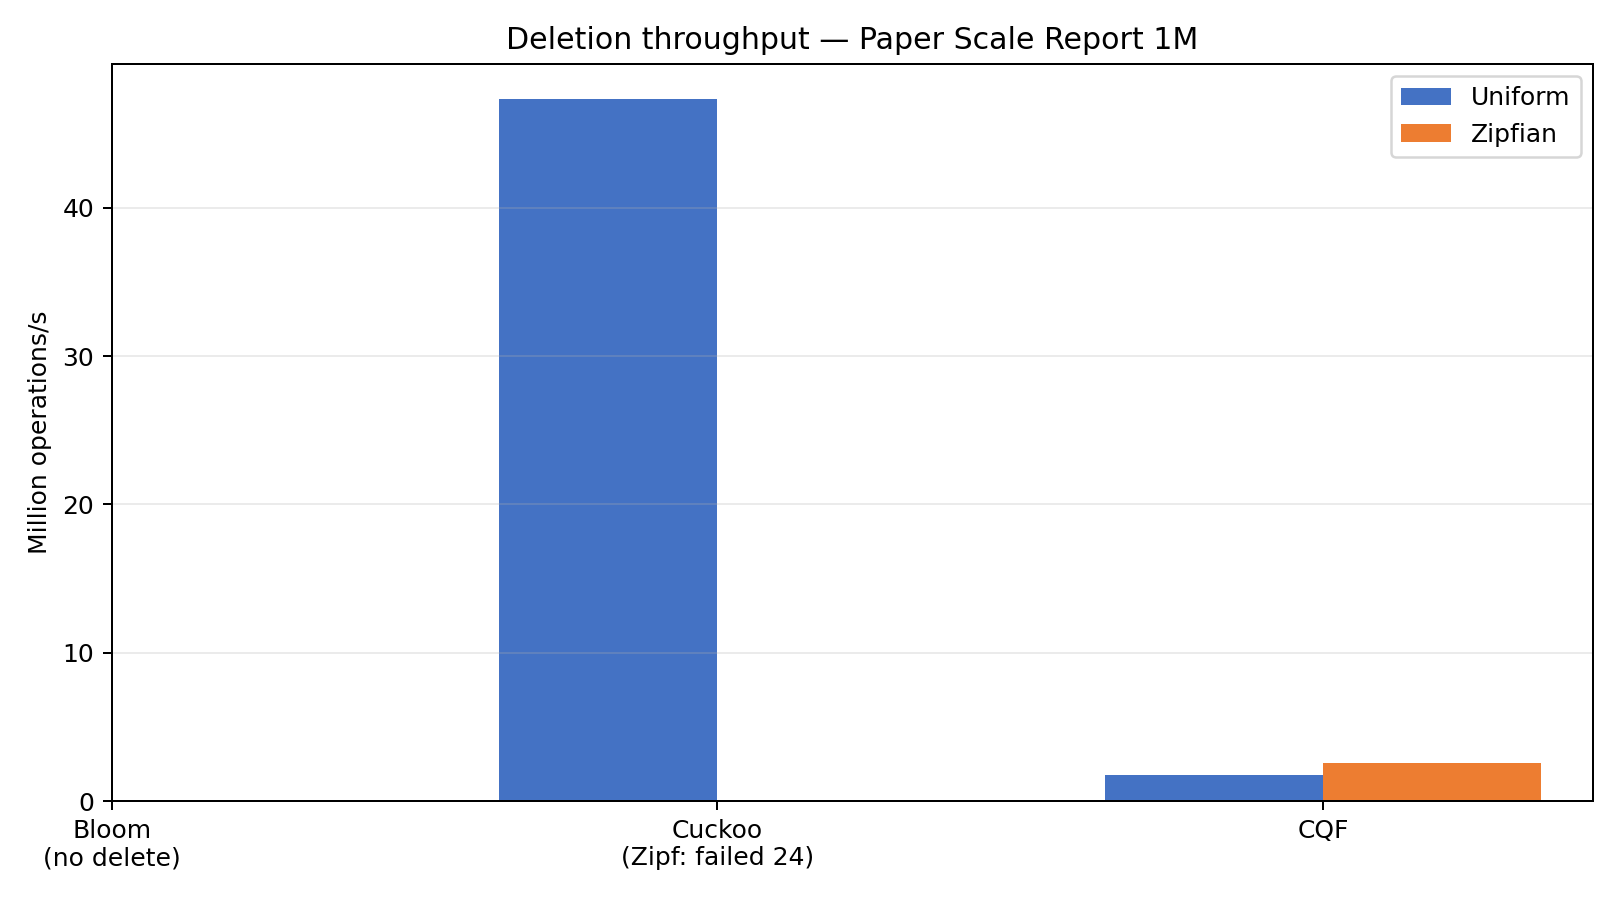 Deletion throughput — Paper Scale Report 1M
Uniform
Zipfian
Million operations/s
40
30
20
10
0
Bloom
(no delete)
Cuckoo
(Zipf: failed 24)
CQF